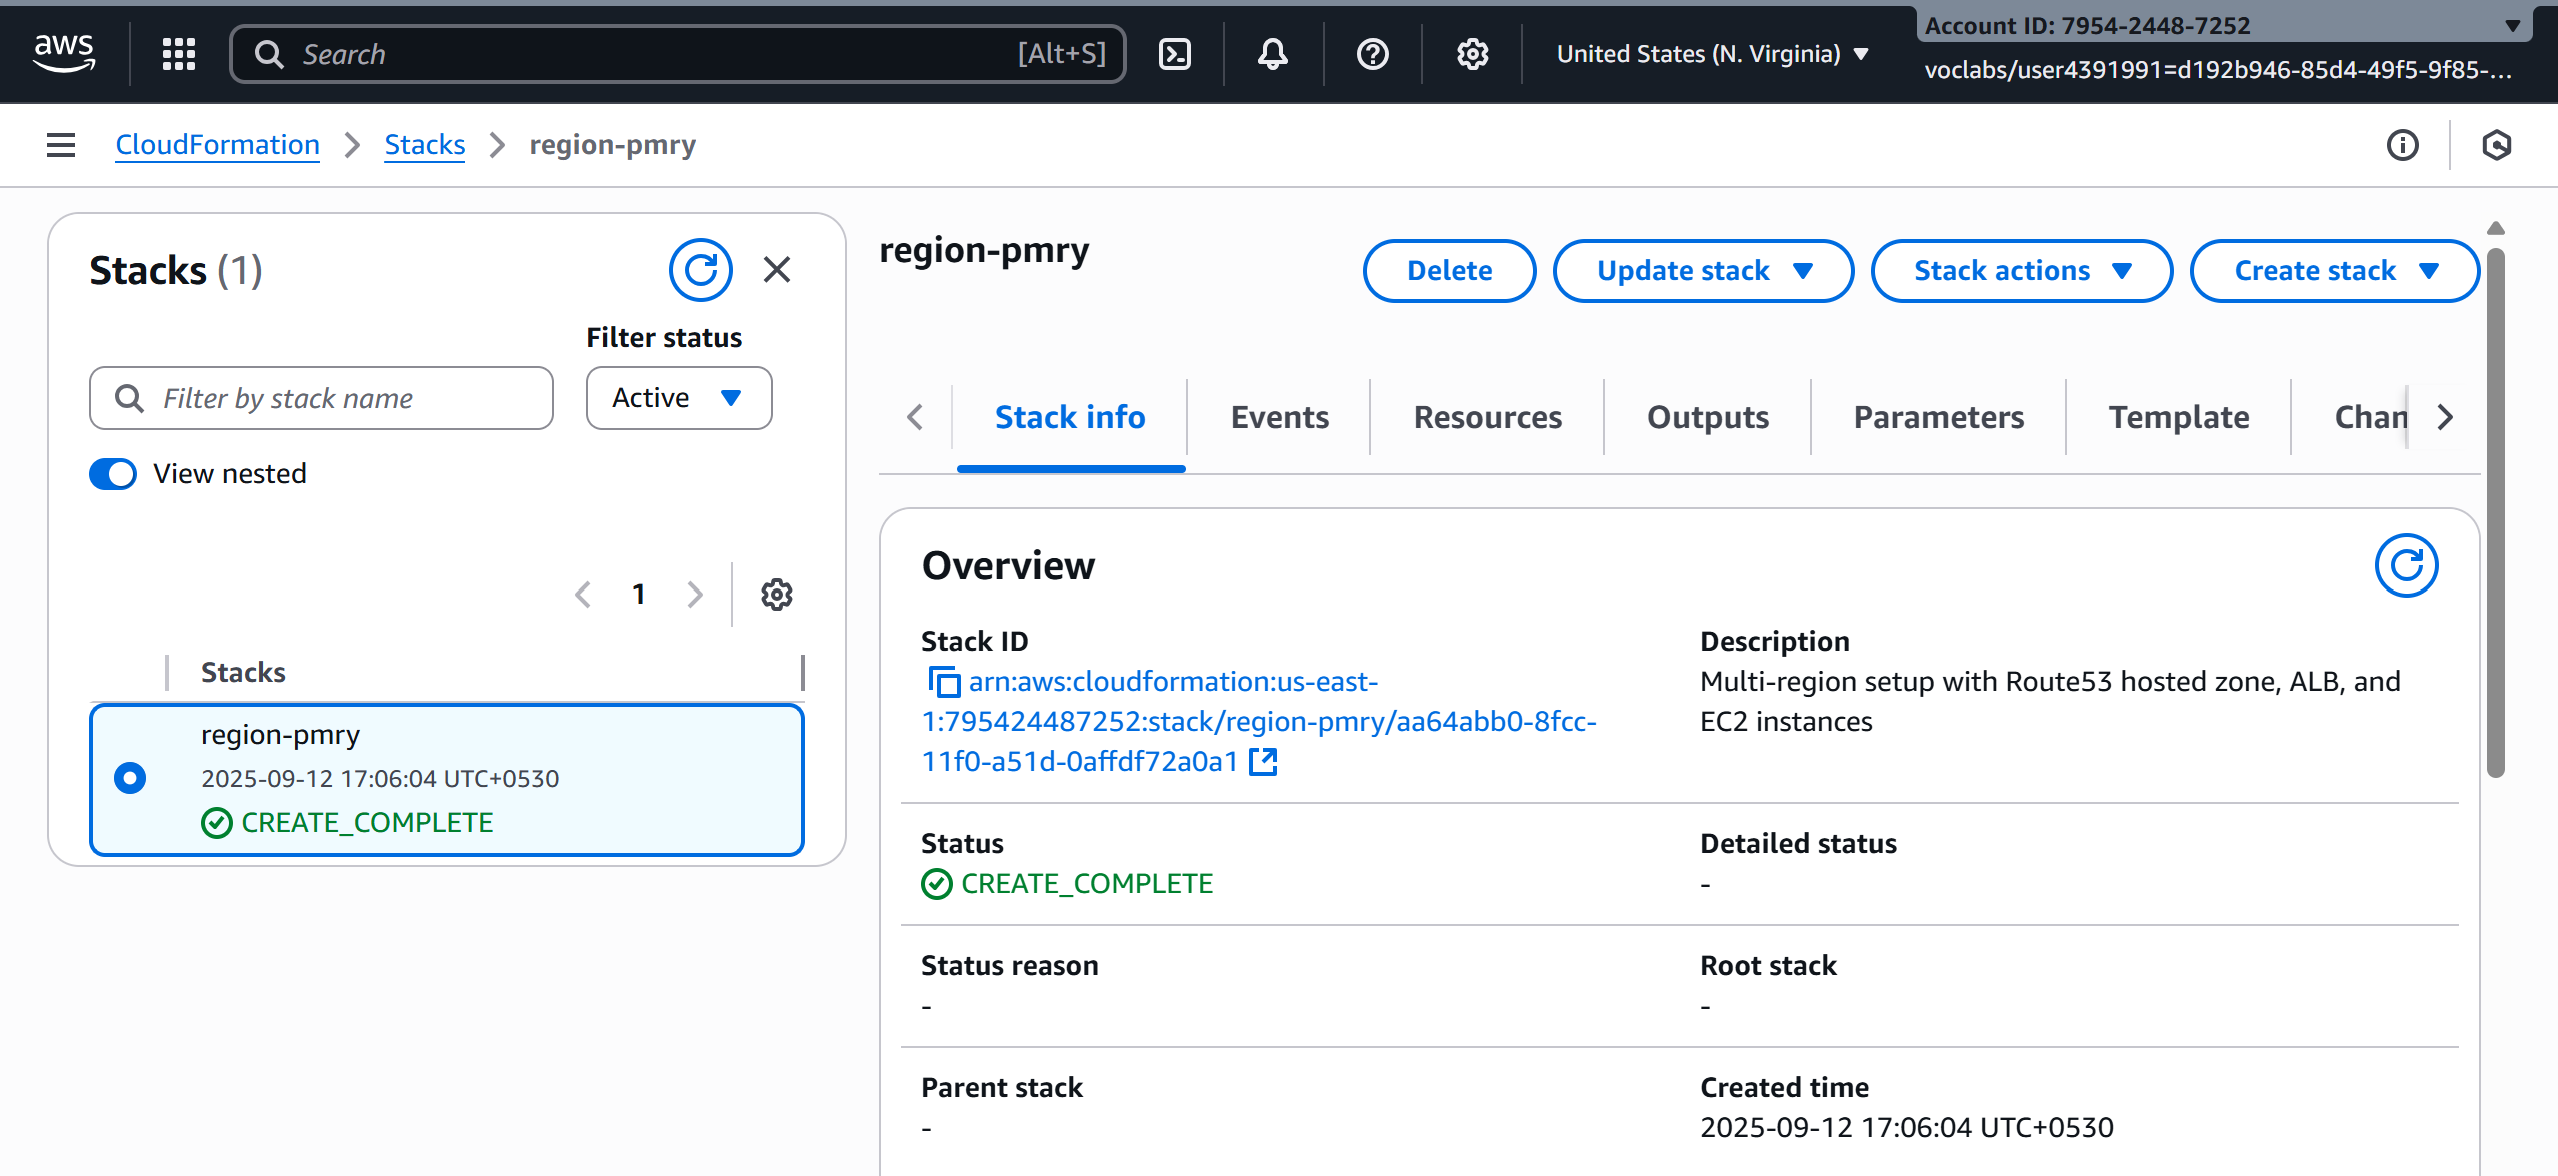 aws
Search
[Alt+S]
United States (N. Virginia)
Account ID: 7954-2448-7252
voclabs/user4391991=d192b946-85d4-49f5-9f85-...
CloudFormation
Stacks
region-pmry
Stacks (1)
Filter status
Filter by stack name
Active
View nested
1
Stacks
region-pmry
2025-09-12 17:06:04 UTC+0530
CREATE_COMPLETE
region-pmry
Delete
Update stack
Stack actions
Create stack
Stack info
Events
Resources
Outputs
Parameters
Template
Chan
Overview
Stack ID
arn:aws:cloudformation:us-east-
1:795424487252:stack/region-pmry/aa64abb0-8fcc-
11f0-a51d-0affdf72a0a1
Description
Multi-region setup with Route53 hosted zone, ALB, and
EC2 instances
Status
CREATE_COMPLETE
Detailed status
-
Status reason
-
Root stack
-
Parent stack
-
Created time
2025-09-12 17:06:04 UTC+0530